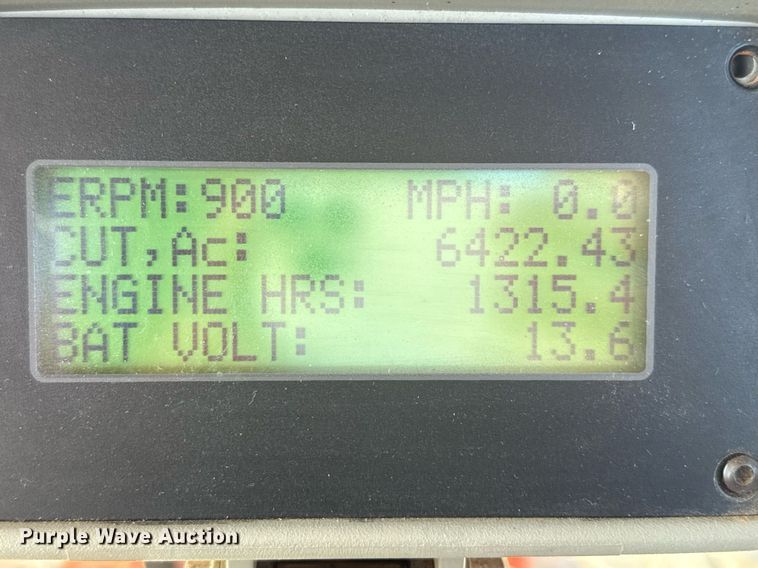 ERPM:900 MPH: 0.0
CUT,Ac: 6422.43
ENGINE HRS: 1315.4
BAT VOLT: 13.6
Purple Wave Auction